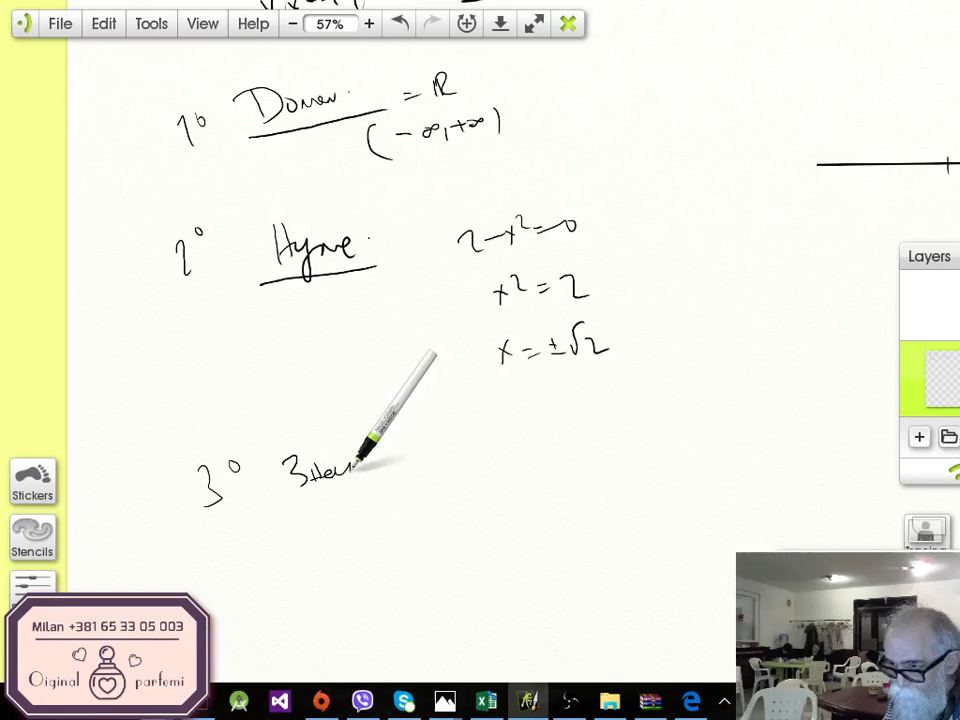 File Edit Tools View Help − 57% +
1° Домен. = ℝ
(−∞,+∞)
2° Нуле. 2−x²=0
x² = 2
x = ±√2
Layers
3° Знак
Stickers
Stencils
Milan +381 65 33 05 003
Original parfemi